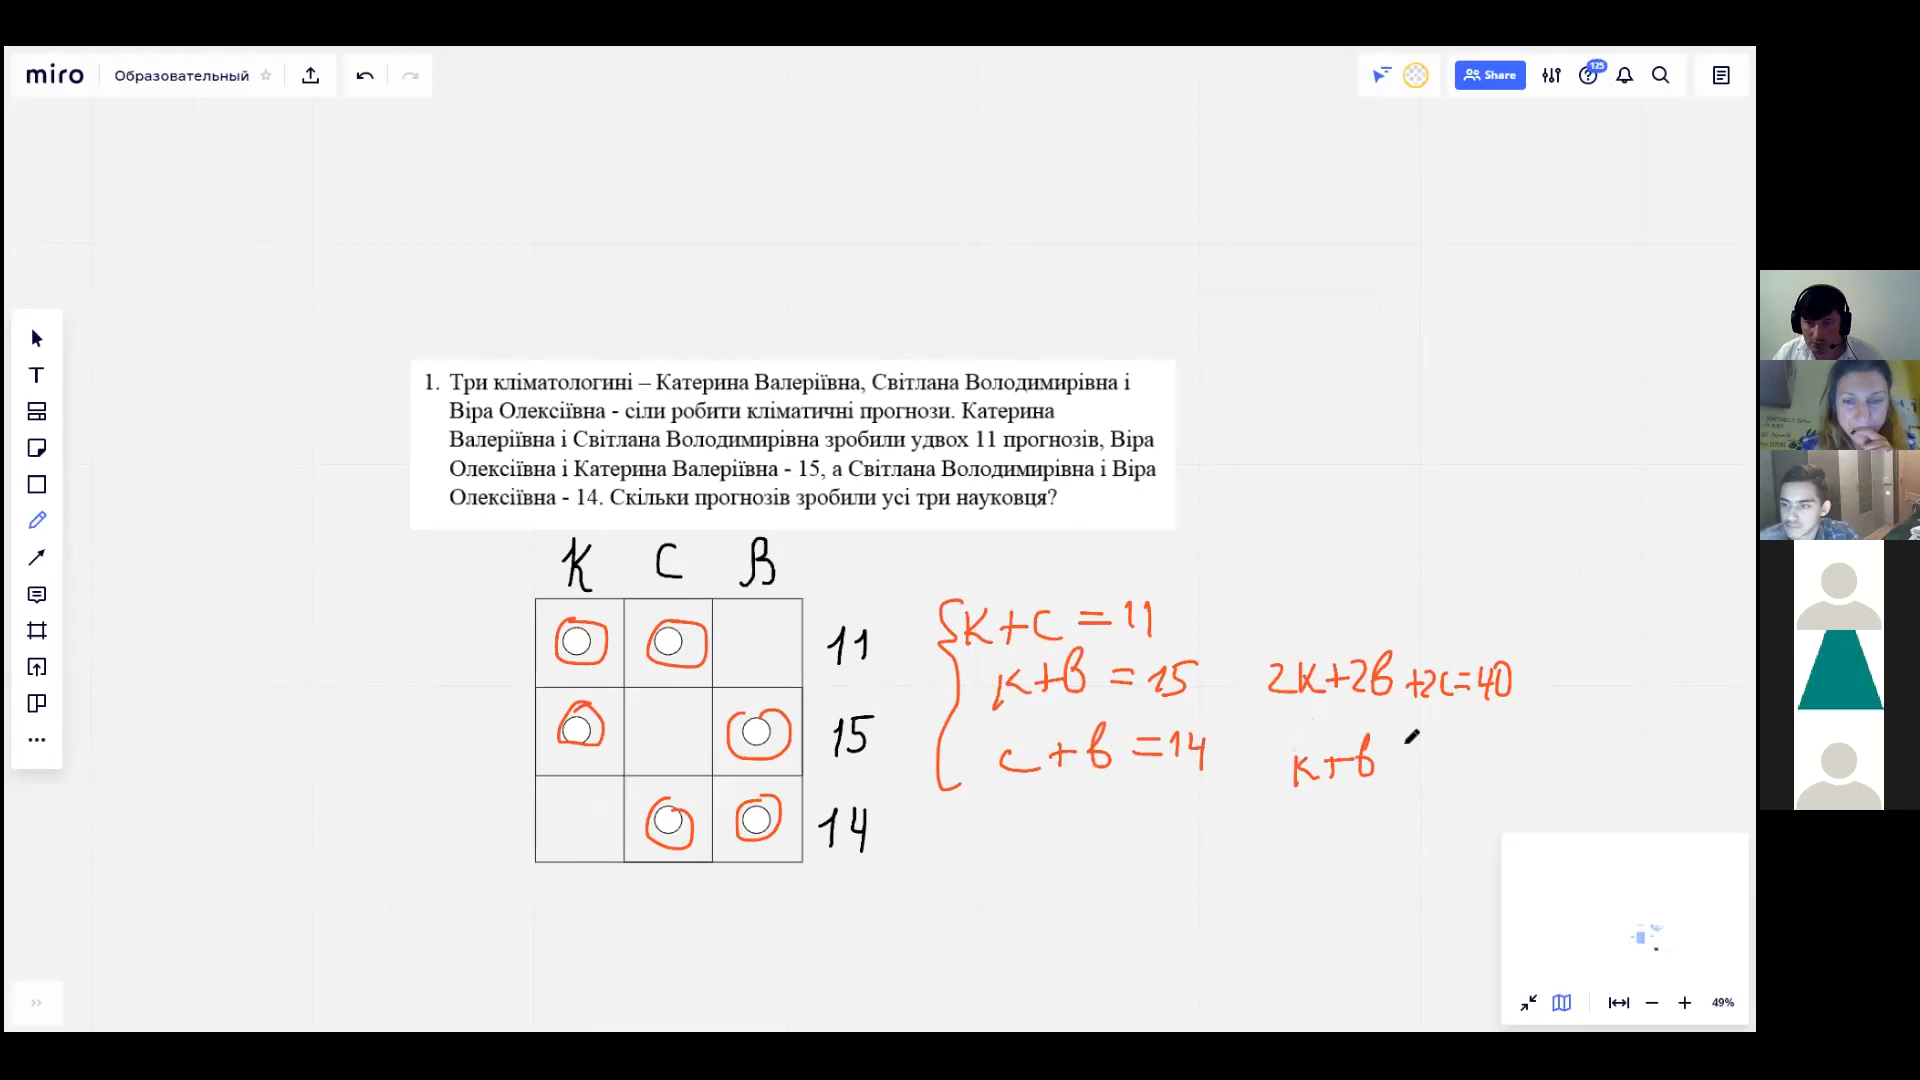 miro Образовательный Share 125
1. Три кліматологині – Катерина Валеріївна, Світлана Володимирівна і
Віра Олексіївна - сіли робити кліматичні прогнози. Катерина
Валеріївна і Світлана Володимирівна зробили удвох 11 прогнозів, Віра
Олексіївна і Катерина Валеріївна - 15, а Світлана Володимирівна і Віра
Олексіївна - 14. Скільки прогнозів зробили усі три науковця?
К С В
11
15
14
К+С=11
к+в=15
с+в=14
2к+2в+2с=40
к+в
49%